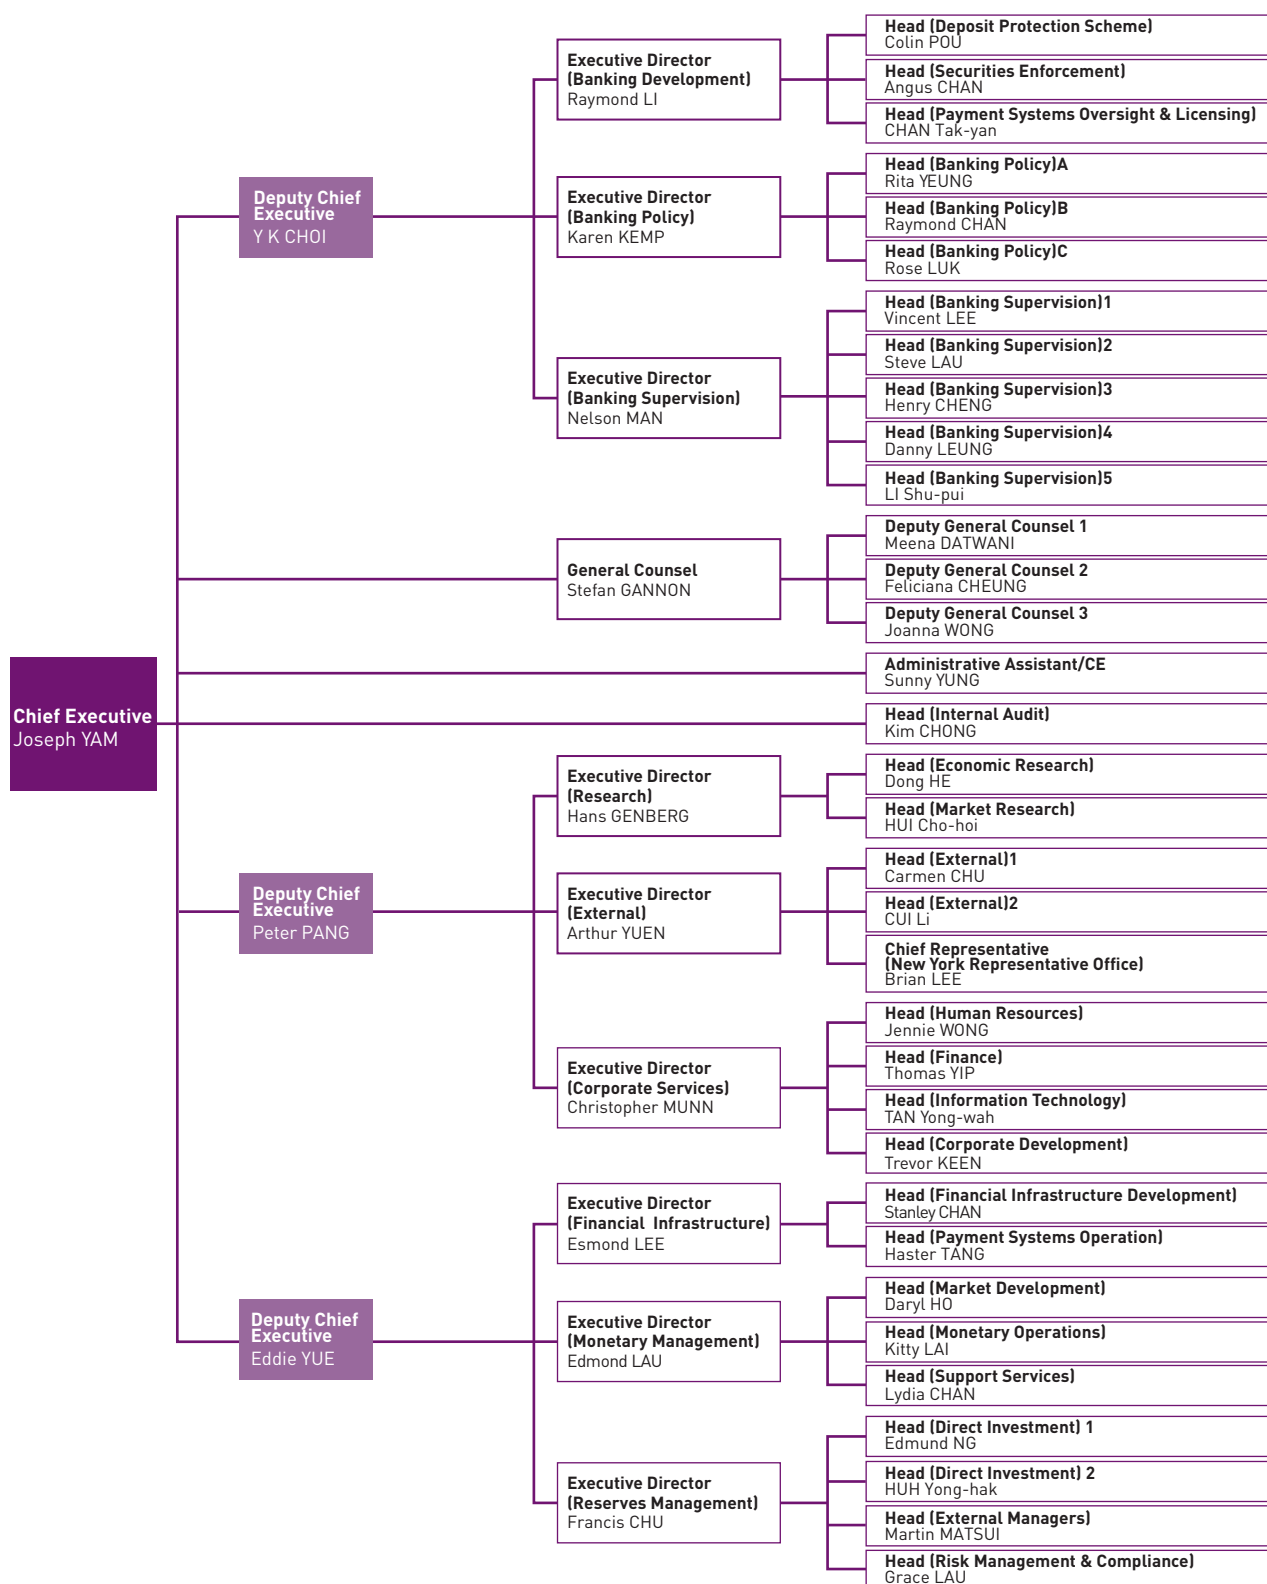 Chief Executive
Joseph YAM
Deputy Chief
Executive
Y K CHOI
Executive Director
(Banking Development)
Raymond LI
Head (Deposit Protection Scheme)
Colin POU
Head (Securities Enforcement)
Angus CHAN
Head (Payment Systems Oversight & Licensing)
CHAN Tak-yan
Executive Director
(Banking Policy)
Karen KEMP
Head (Banking Policy)A
Rita YEUNG
Head (Banking Policy)B
Raymond CHAN
Head (Banking Policy)C
Rose LUK
Executive Director
(Banking Supervision)
Nelson MAN
Head (Banking Supervision)1
Vincent LEE
Head (Banking Supervision)2
Steve LAU
Head (Banking Supervision)3
Henry CHENG
Head (Banking Supervision)4
Danny LEUNG
Head (Banking Supervision)5
LI Shu-pui
General Counsel
Stefan GANNON
Deputy General Counsel 1
Meena DATWANI
Deputy General Counsel 2
Feliciana CHEUNG
Deputy General Counsel 3
Joanna WONG
Administrative Assistant/CE
Sunny YUNG
Head (Internal Audit)
Kim CHONG
Deputy Chief
Executive
Peter PANG
Executive Director
(Research)
Hans GENBERG
Head (Economic Research)
Dong HE
Head (Market Research)
HUI Cho-hoi
Executive Director
(External)
Arthur YUEN
Head (External)1
Carmen CHU
Head (External)2
CUI Li
Chief Representative
(New York Representative Office)
Brian LEE
Executive Director
(Corporate Services)
Christopher MUNN
Head (Human Resources)
Jennie WONG
Head (Finance)
Thomas YIP
Head (Information Technology)
TAN Yong-wah
Head (Corporate Development)
Trevor KEEN
Deputy Chief
Executive
Eddie YUE
Executive Director
(Financial Infrastructure)
Esmond LEE
Head (Financial Infrastructure Development)
Stanley CHAN
Head (Payment Systems Operation)
Haster TANG
Executive Director
(Monetary Management)
Edmond LAU
Head (Market Development)
Daryl HO
Head (Monetary Operations)
Kitty LAI
Head (Support Services)
Lydia CHAN
Executive Director
(Reserves Management)
Francis CHU
Head (Direct Investment) 1
Edmund NG
Head (Direct Investment) 2
HUH Yong-hak
Head (External Managers)
Martin MATSUI
Head (Risk Management & Compliance)
Grace LAU